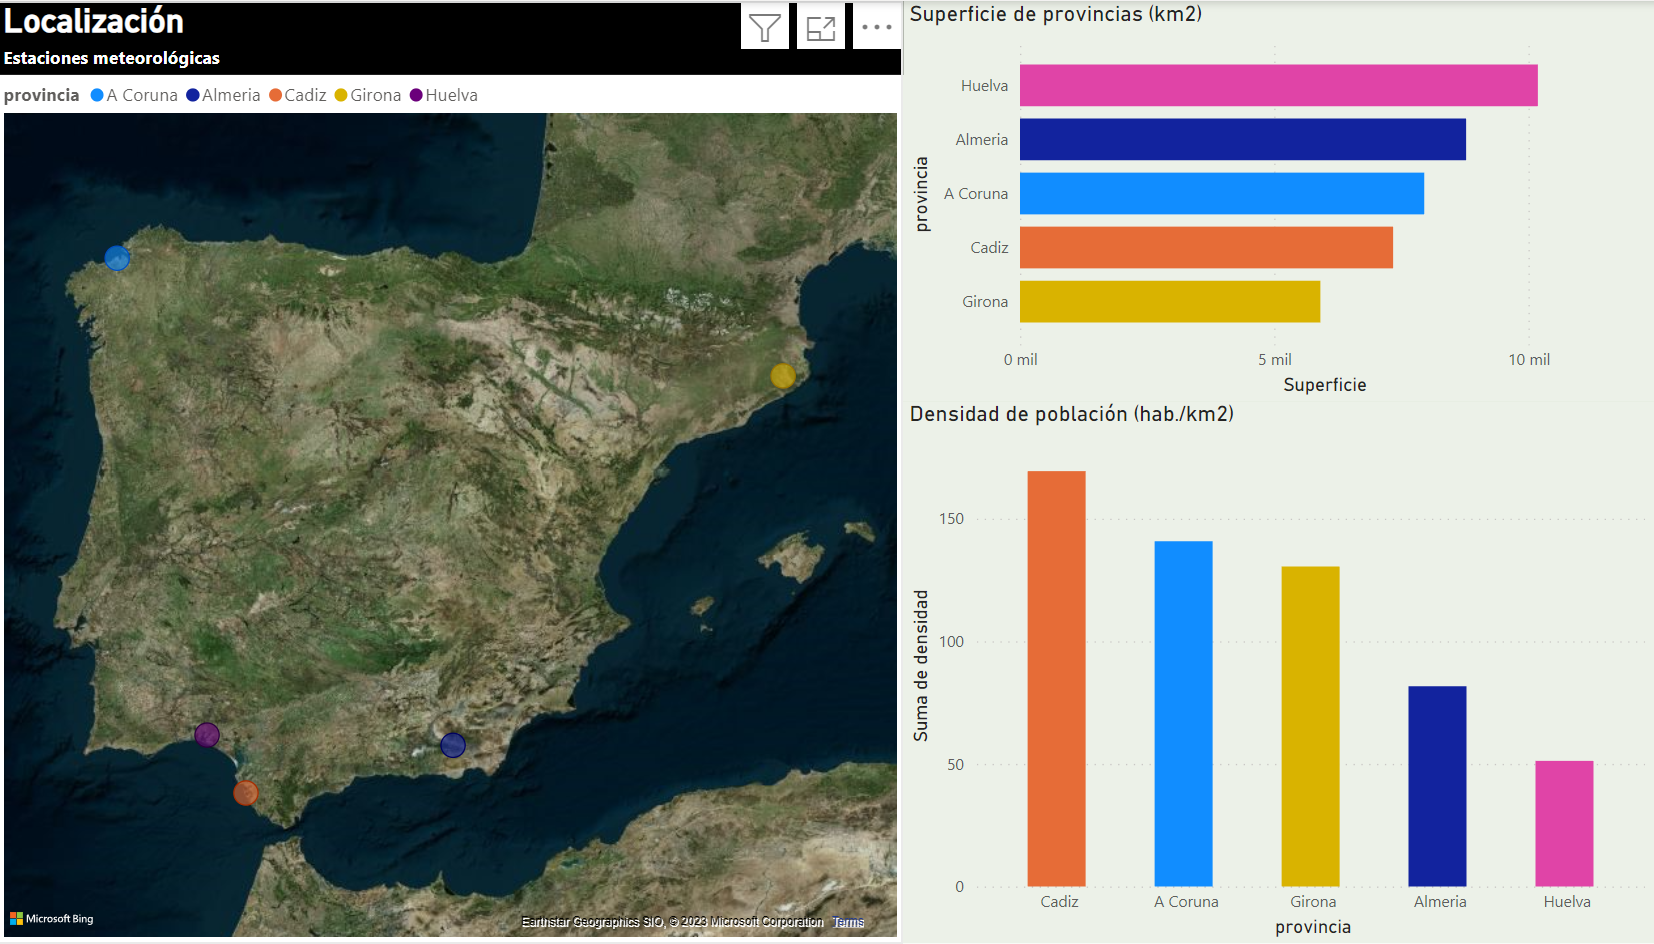 Localización
Estaciones meteorológicas
provincia A Coruna Almeria Cadiz Girona Huelva
Microsoft Bing
Earthstar Geographics SIO, © 2023 Microsoft Corporation Terms
Superficie de provincias (km2)
provincia
Huelva
Almeria
A Coruna
Cadiz
Girona
0 mil 5 mil 10 mil
Superficie
Densidad de población (hab./km2)
Suma de densidad
150
100
50
0
Cadiz A Coruna Girona Almeria Huelva
provincia